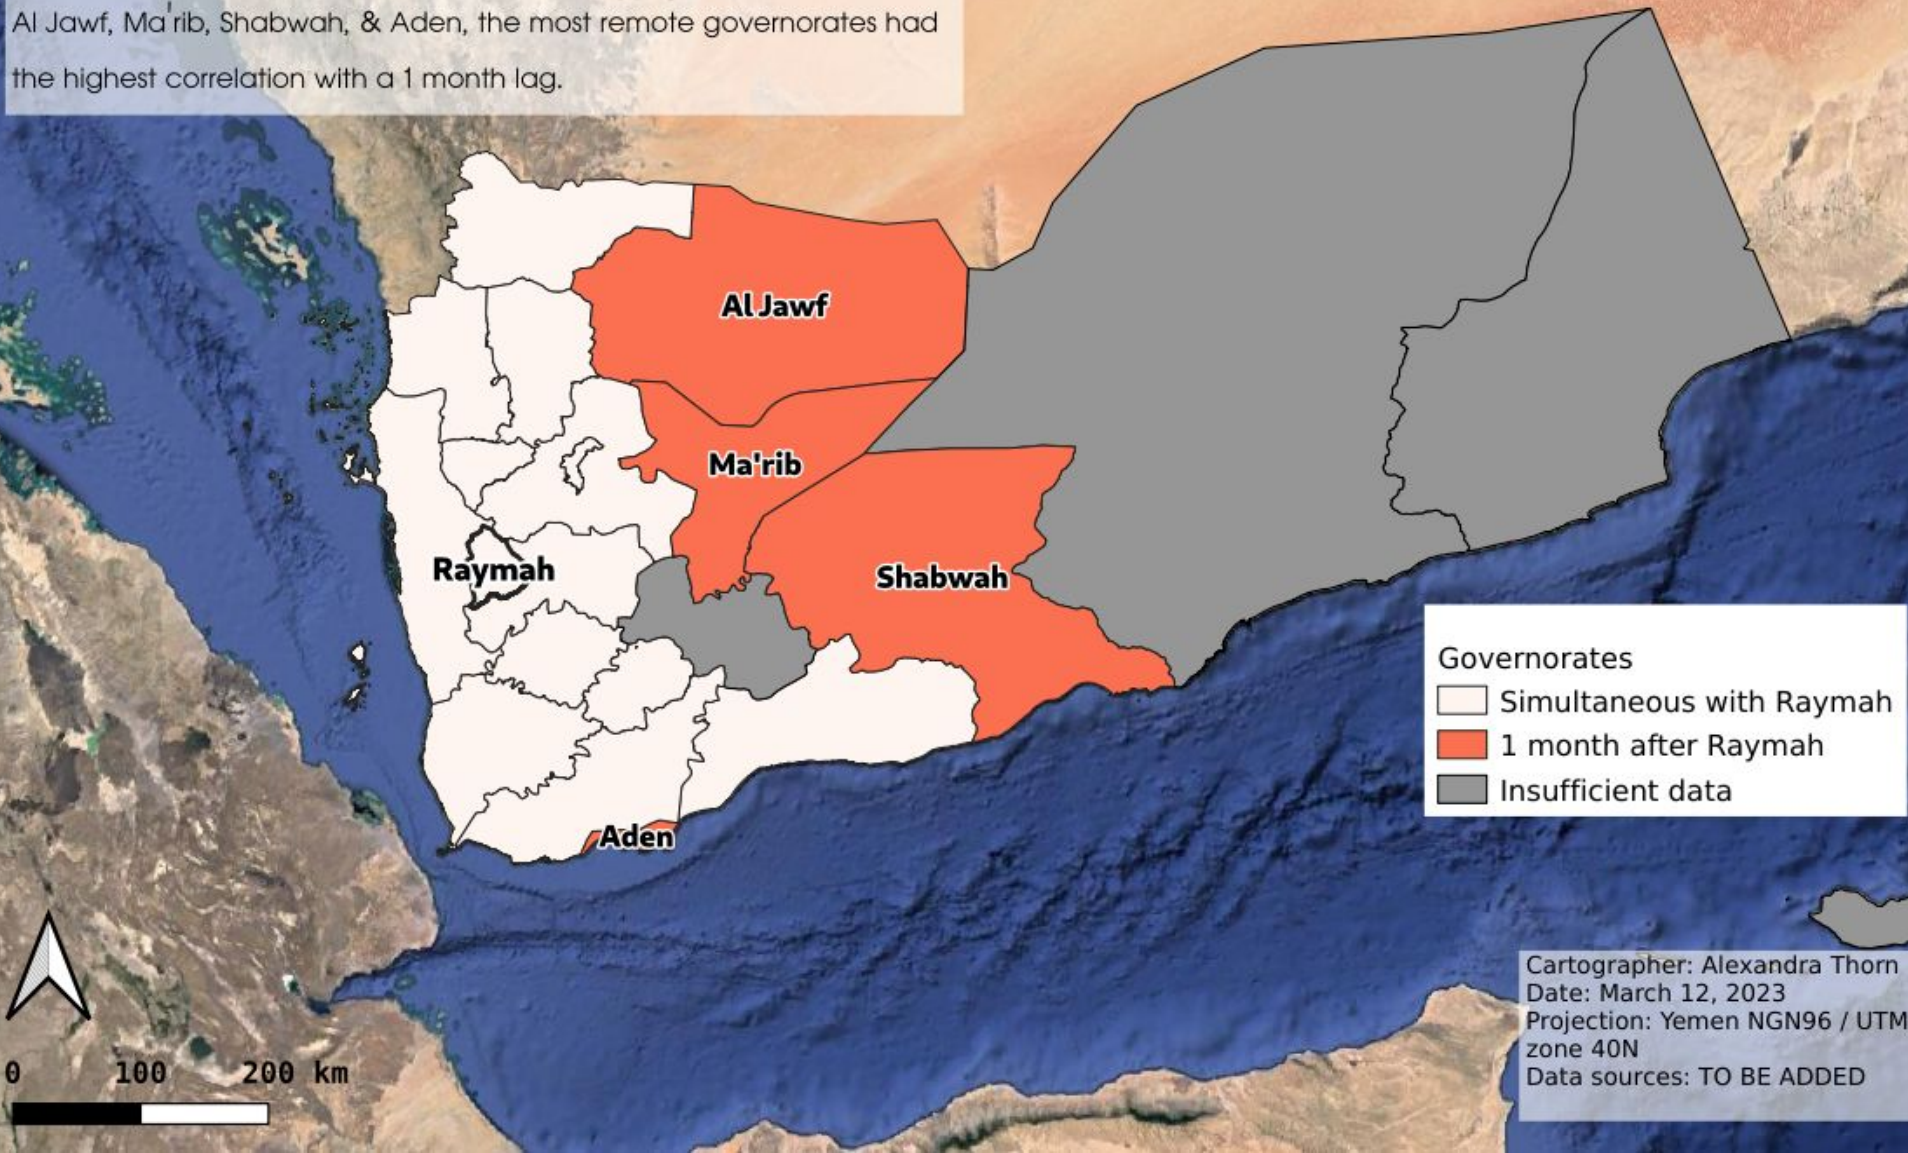 Al Jawf, Ma'rib, Shabwah, & Aden, the most remote governorates had
the highest correlation with a 1 month lag.
Al Jawf
Ma'rib
Raymah
Shabwah
Governorates
Simultaneous with Raymah
1 month after Raymah
Insufficient data
Aden
Cartographer: Alexandra Thorn
Date: March 12, 2023
Projection: Yemen NGN96 / UTM
zone 40N
Data sources: TO BE ADDED
0 100 200 km